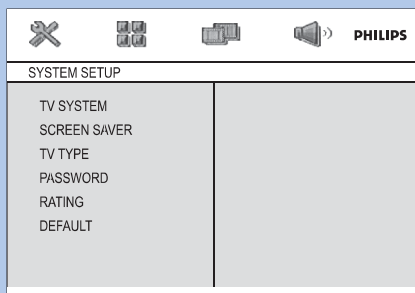 PHILIPS
SYSTEM SETUP
TV SYSTEM
SCREEN SAVER
TV TYPE
PASSWORD
RATING
DEFAULT